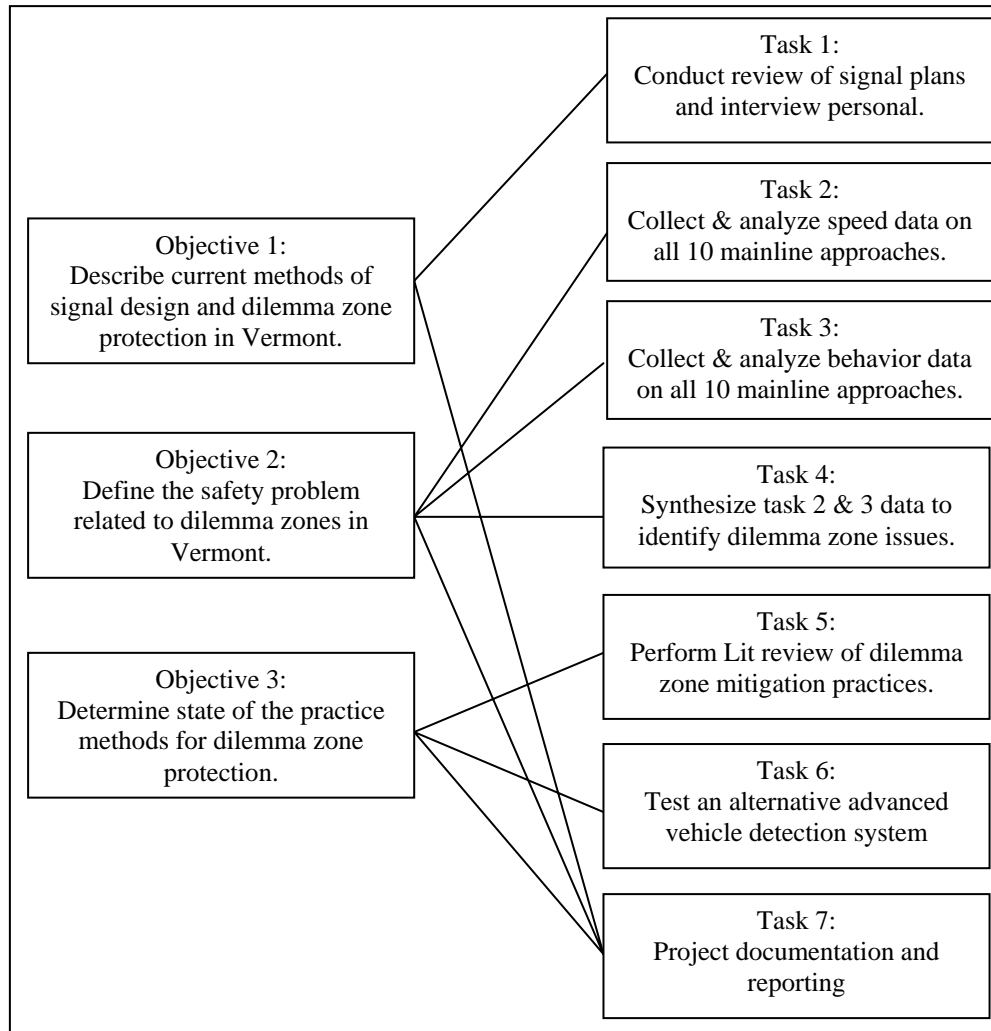 Objective 1:
Describe current methods of
signal design and dilemma zone
protection in Vermont.
Objective 2:
Define the safety problem
related to dilemma zones in
Vermont.
Objective 3:
Determine state of the practice
methods for dilemma zone
protection.
Task 1:
Conduct review of signal plans
and interview personal.
Task 2:
Collect & analyze speed data on
all 10 mainline approaches.
Task 3:
Collect & analyze behavior data
on all 10 mainline approaches.
Task 4:
Synthesize task 2 & 3 data to
identify dilemma zone issues.
Task 5:
Perform Lit review of dilemma
zone mitigation practices.
Task 6:
Test an alternative advanced
vehicle detection system
Task 7:
Project documentation and
reporting